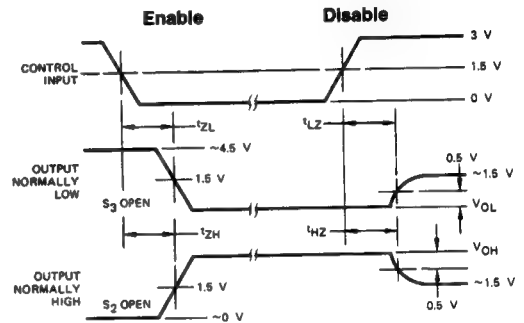 Enable
Disable
CONTROL
INPUT
3 V
1.5 V
0 V
tZL
tLZ
~4.5 V
1.5 V
0.5 V
~1.5 V
VOL
OUTPUT
NORMALLY
LOW
S3 OPEN
tZH
tHZ
VOH
OUTPUT
NORMALLY
HIGH
S2 OPEN
1.5 V
~0 V
~1.5 V
0.5 V